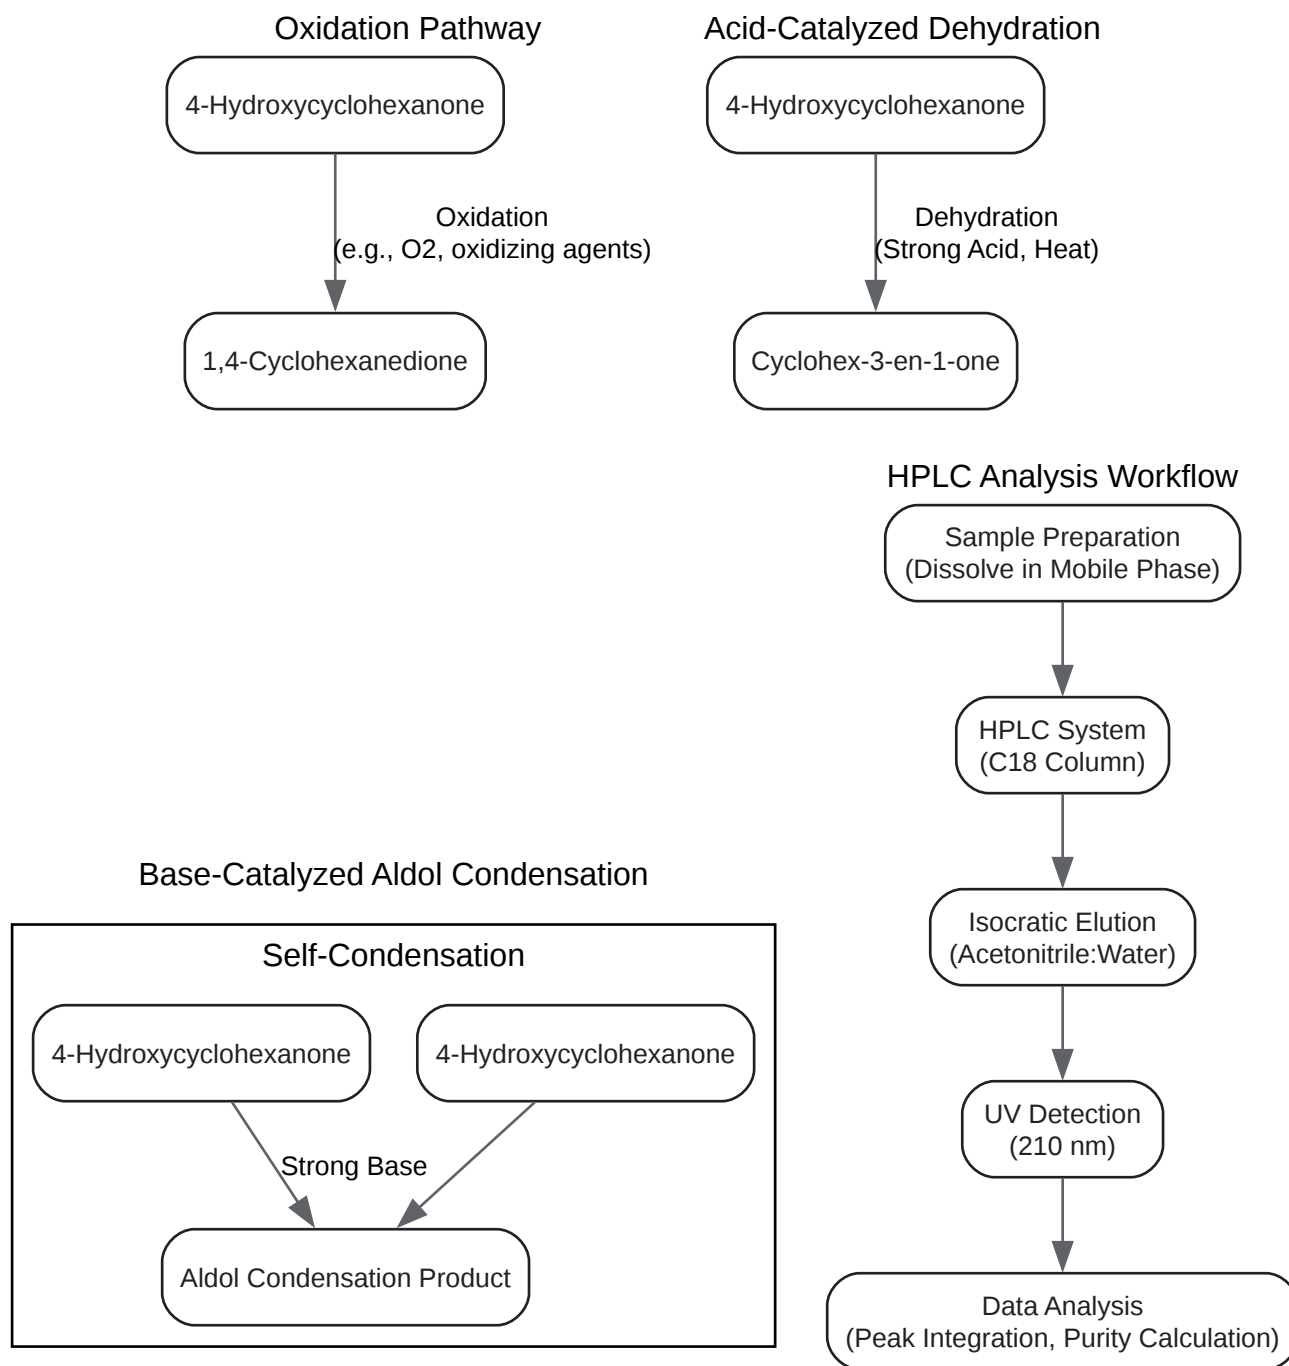 Oxidation Pathway
4-Hydroxycyclohexanone
Oxidation
(e.g., O2, oxidizing agents)
1,4-Cyclohexanedione
Acid-Catalyzed Dehydration
4-Hydroxycyclohexanone
Dehydration
(Strong Acid, Heat)
Cyclohex-3-en-1-one
HPLC Analysis Workflow
Sample Preparation
(Dissolve in Mobile Phase)
HPLC System
(C18 Column)
Isocratic Elution
(Acetonitrile:Water)
UV Detection
(210 nm)
Data Analysis
(Peak Integration, Purity Calculation)
Base-Catalyzed Aldol Condensation
Self-Condensation
4-Hydroxycyclohexanone
4-Hydroxycyclohexanone
Strong Base
Aldol Condensation Product